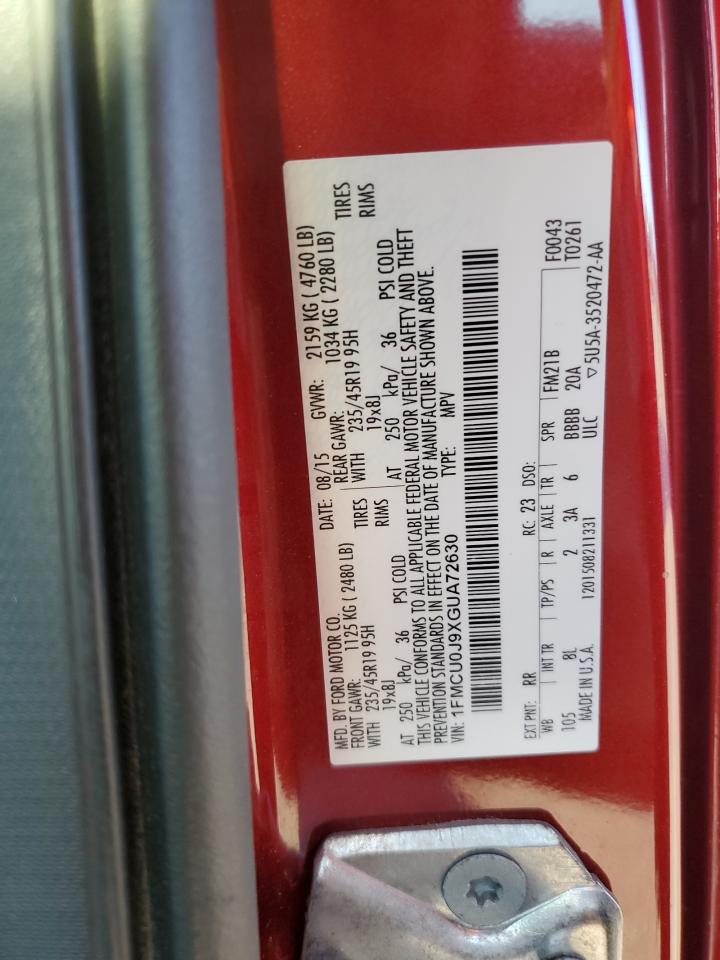 MFD. BY FORD MOTOR CO.
DATE: 08/15 GVWR: 2159 KG ( 4760 LB)
FRONT GAWR: 1125 KG ( 2480 LB) REAR GAWR: 1034 KG ( 2280 LB)
WITH 235/45R19 95H TIRES WITH 235/45R19 95H TIRES
19x8J RIMS 19x8J RIMS
AT 250 kPa/ 36 PSI COLD AT 250 kPa/ 36 PSI COLD
THIS VEHICLE CONFORMS TO ALL APPLICABLE FEDERAL MOTOR VEHICLE SAFETY AND THEFT
PREVENTION STANDARDS IN EFFECT ON THE DATE OF MANUFACTURE SHOWN ABOVE.
VIN: 1FMCU0J9XGUA72630 TYPE: MPV
EXT PNT: RR RC: 23 DSO: FM21B F0043
WB INT TR TP/PS R AXLE TR SPR 20A T0261
105 8L 2 3A 6 BBBB
MADE IN U.S.A. 1201508211331 ULC ▽5U5A-3520472-AA